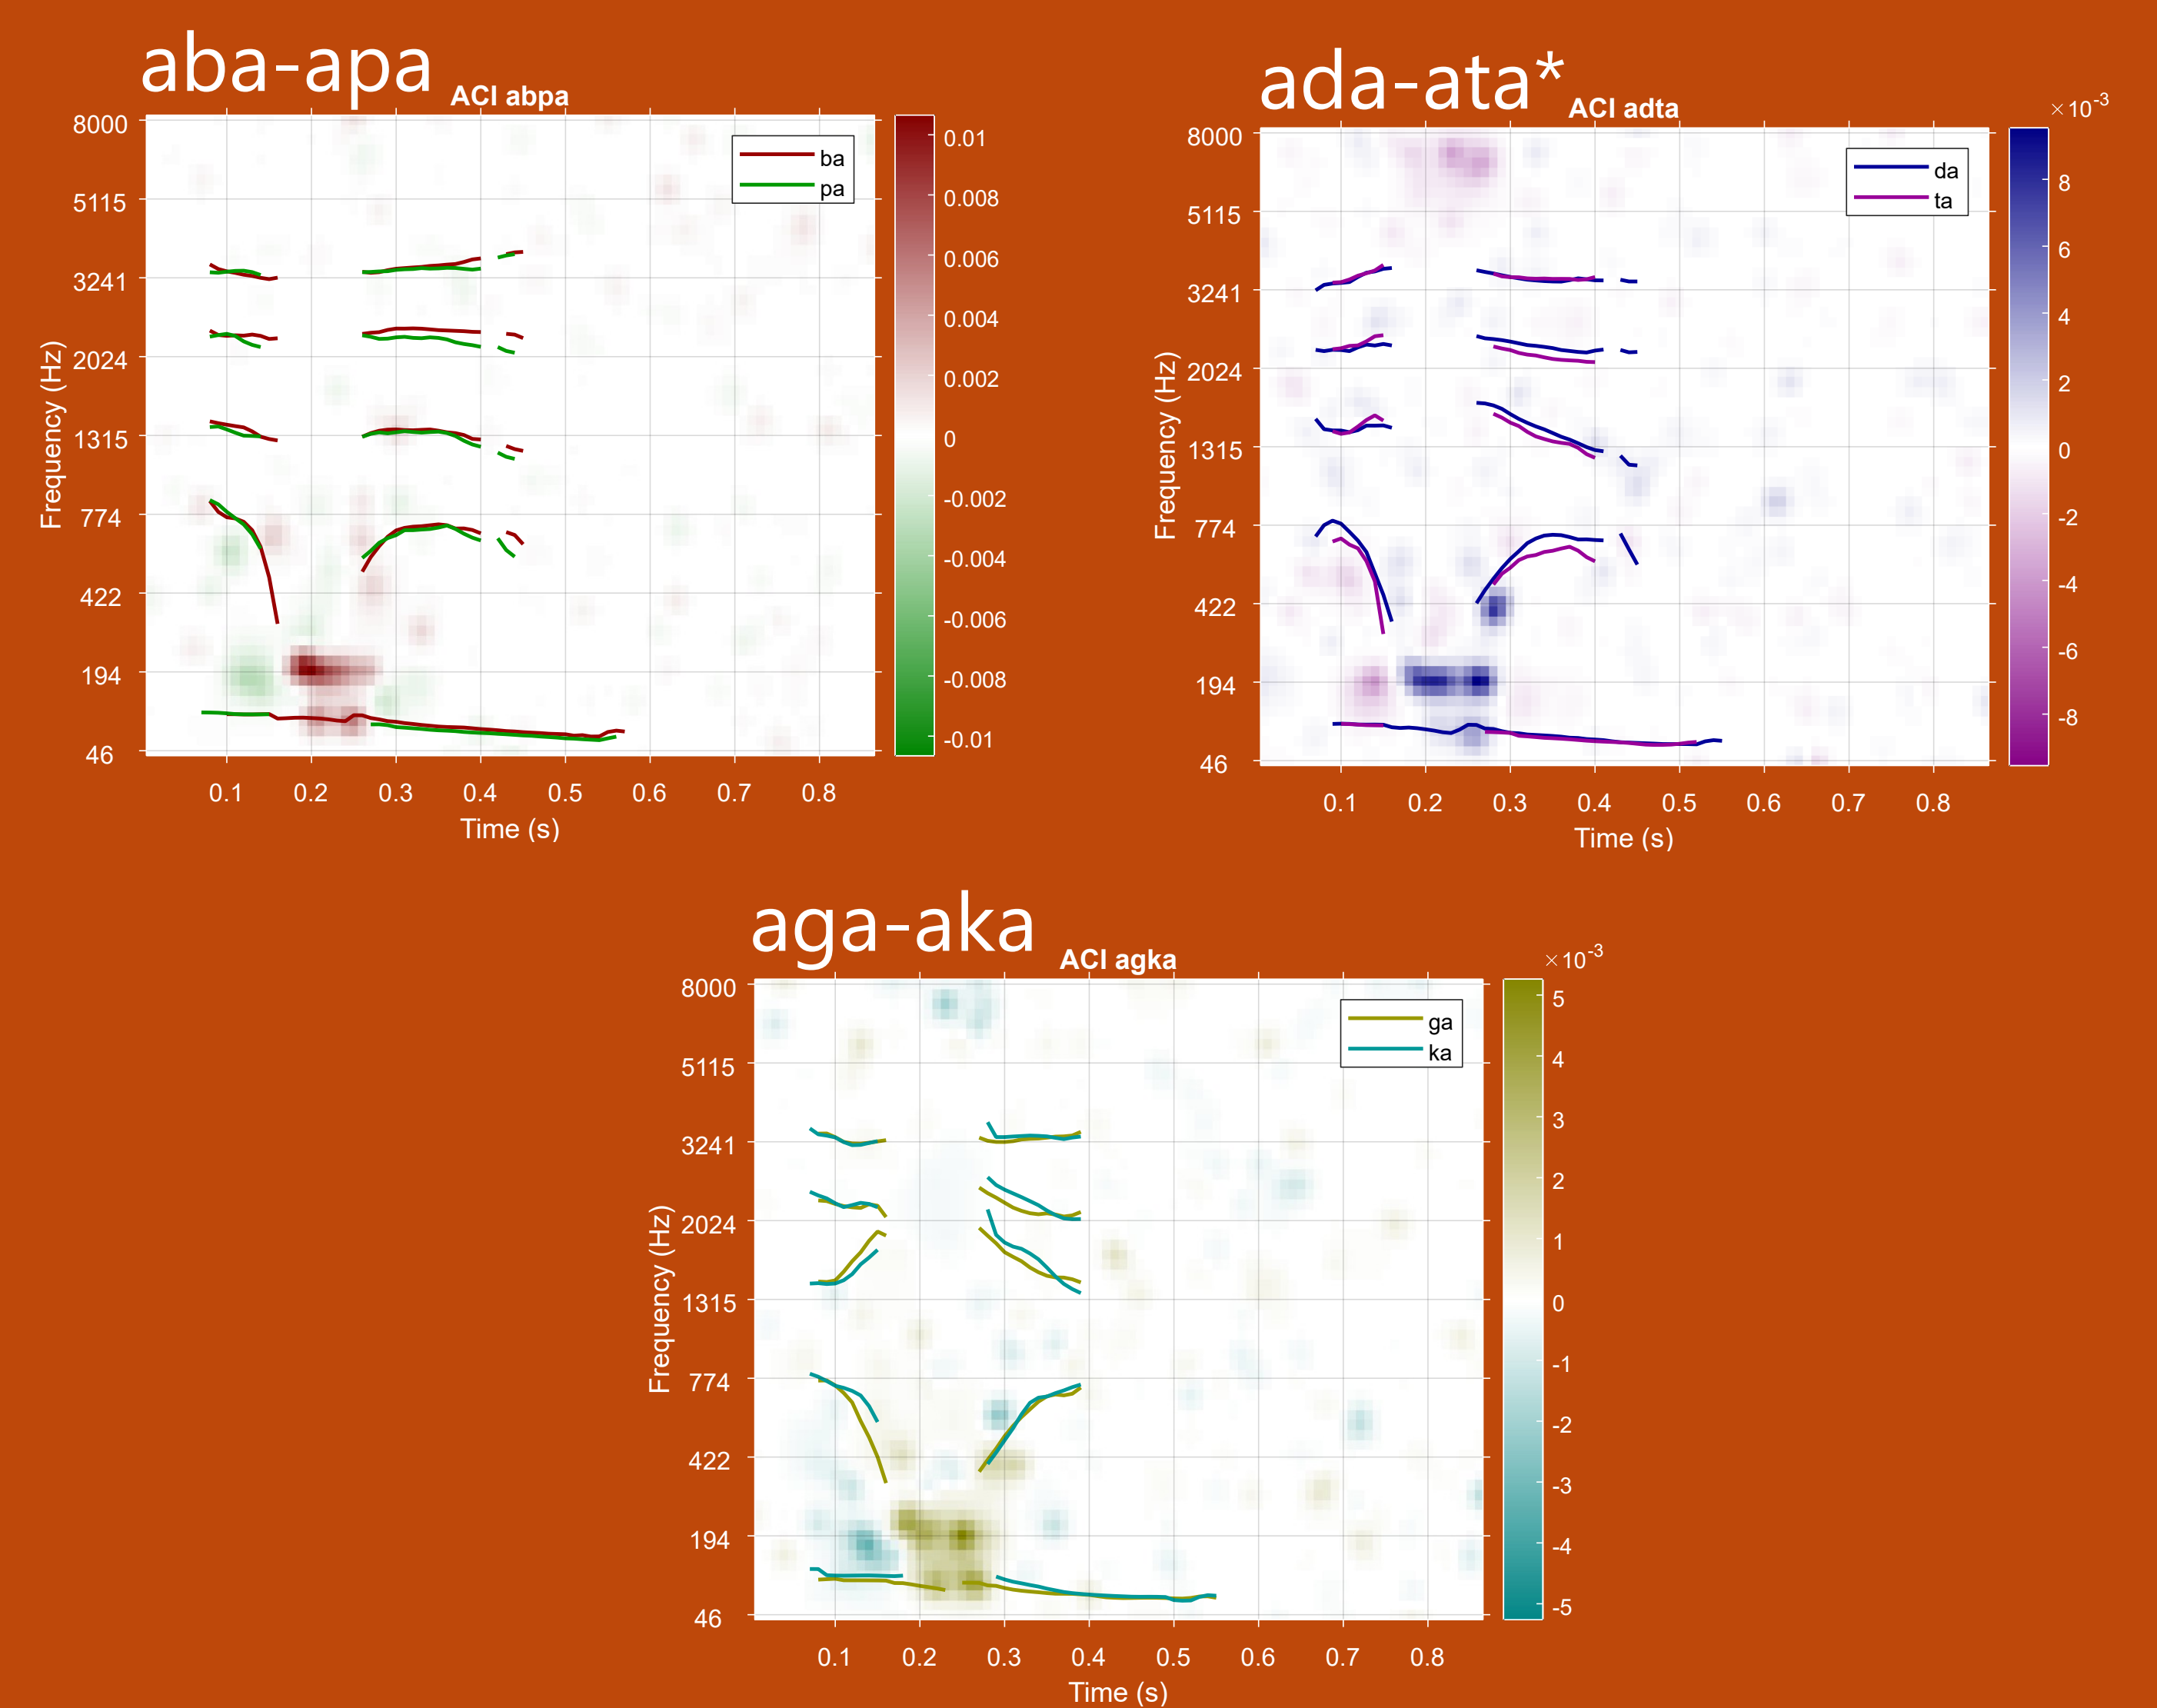 aba-apa
ACI abpa
8000
5115
3241
2024
1315
774
422
194
46
Frequency (Hz)
0.1 0.2 0.3 0.4 0.5 0.6 0.7 0.8
Time (s)
ba
pa
0.01
0.008
0.006
0.004
0.002
0
-0.002
-0.004
-0.006
-0.008
-0.01
ada-ata*
ACI adta
×10-3
8000
5115
3241
2024
1315
774
422
194
46
Frequency (Hz)
0.1 0.2 0.3 0.4 0.5 0.6 0.7 0.8
Time (s)
da
ta
8
6
4
2
0
-2
-4
-6
-8
aga-aka
ACI agka
×10-3
8000
5115
3241
2024
1315
774
422
194
46
Frequency (Hz)
0.1 0.2 0.3 0.4 0.5 0.6 0.7 0.8
Time (s)
ga
ka
5
4
3
2
1
0
-1
-2
-3
-4
-5